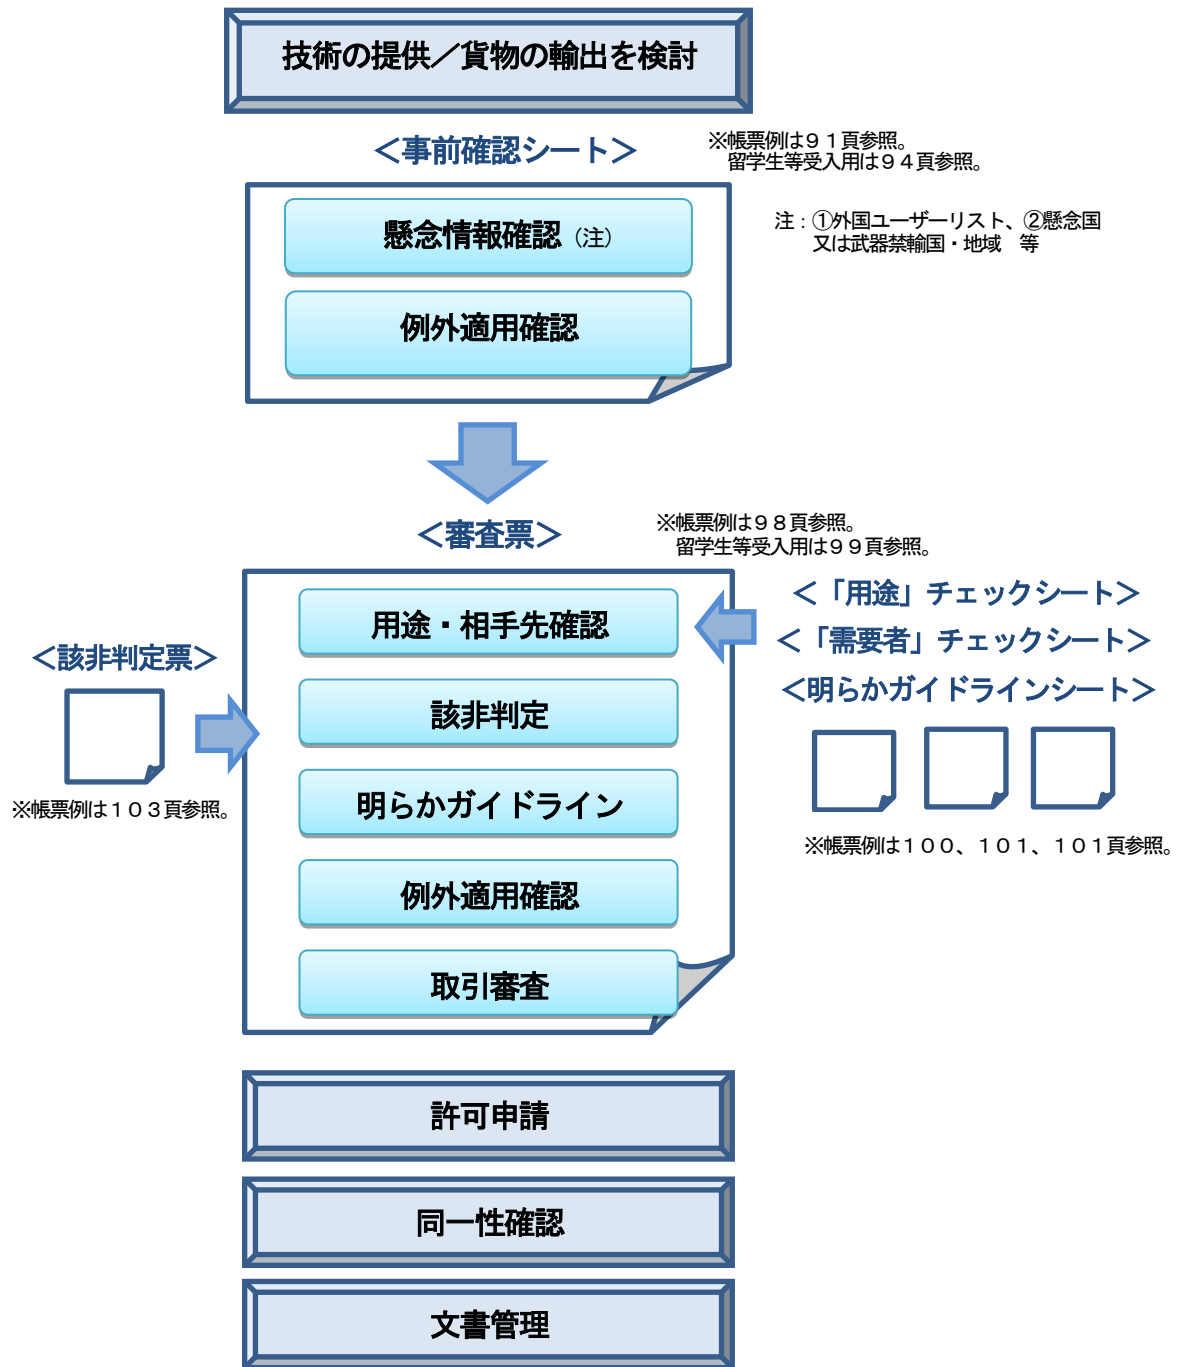 技術の提供／貨物の輸出を検討
＜事前確認シート＞
※帳票例は９１頁参照。
留学生等受入用は９４頁参照。
懸念情報確認（注）
注：①外国ユーザーリスト、②懸念国
又は武器禁輸国・地域　等
例外適用確認
＜審査票＞
※帳票例は９８頁参照。
留学生等受入用は９９頁参照。
用途・相手先確認
＜「用途」チェックシート＞
＜「需要者」チェックシート＞
＜明らかガイドラインシート＞
＜該非判定票＞
該非判定
※帳票例は１０３頁参照。
明らかガイドライン
※帳票例は１００、１０１、１０１頁参照。
例外適用確認
取引審査
許可申請
同一性確認
文書管理